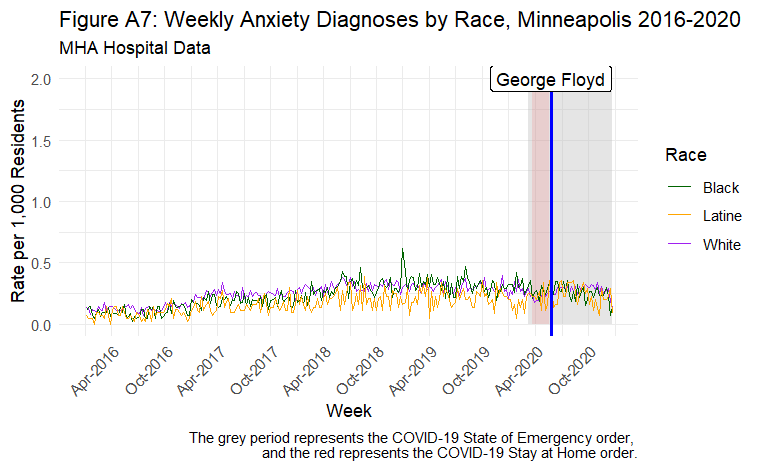 Figure A7: Weekly Anxiety Diagnoses by Race, Minneapolis 2016-2020
MHA Hospital Data
George Floyd
Rate per 1,000 Residents
2.0
1.5
1.0
0.5
0.0
Apr-2016
Oct-2016
Apr-2017
Oct-2017
Apr-2018
Oct-2018
Apr-2019
Oct-2019
Apr-2020
Oct-2020
Week
Race
Black
Latine
White
The grey period represents the COVID-19 State of Emergency order,
and the red represents the COVID-19 Stay at Home order.